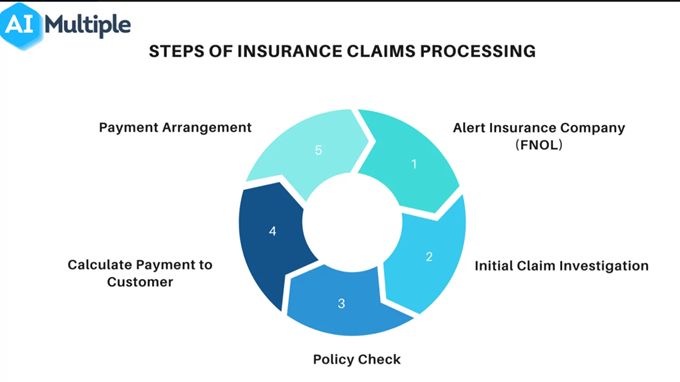 AI Multiple
STEPS OF INSURANCE CLAIMS PROCESSING
1
Alert Insurance Company
(FNOL)
2
Initial Claim Investigation
3
Policy Check
4
Calculate Payment to
Customer
5
Payment Arrangement